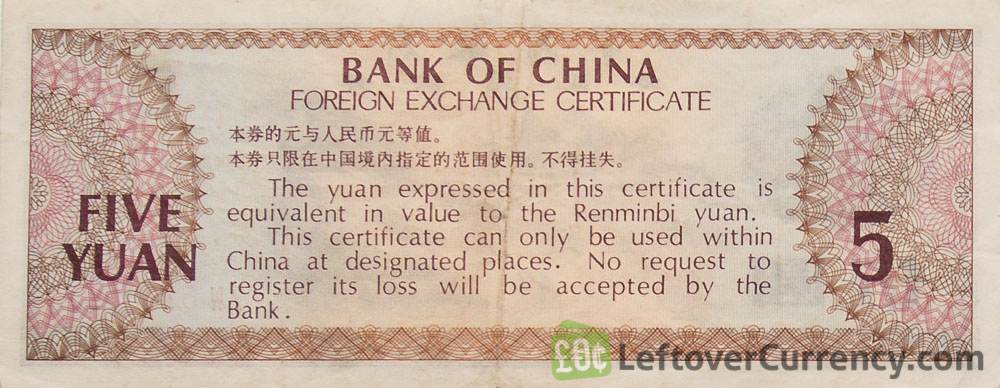 BANK OF CHINA
FOREIGN EXCHANGE CERTIFICATE
本券的元与人民币元等值。
本券只限在中国境内指定的范围使用。不得挂失。
The yuan expressed in this certificate is
equivalent in value to the Renminbi yuan.
This certificate can only be used within
China at designated places. No request to
register its loss will be accepted by the
Bank.
FIVE
YUAN
5
£0¢ LeftoverCurrency.com